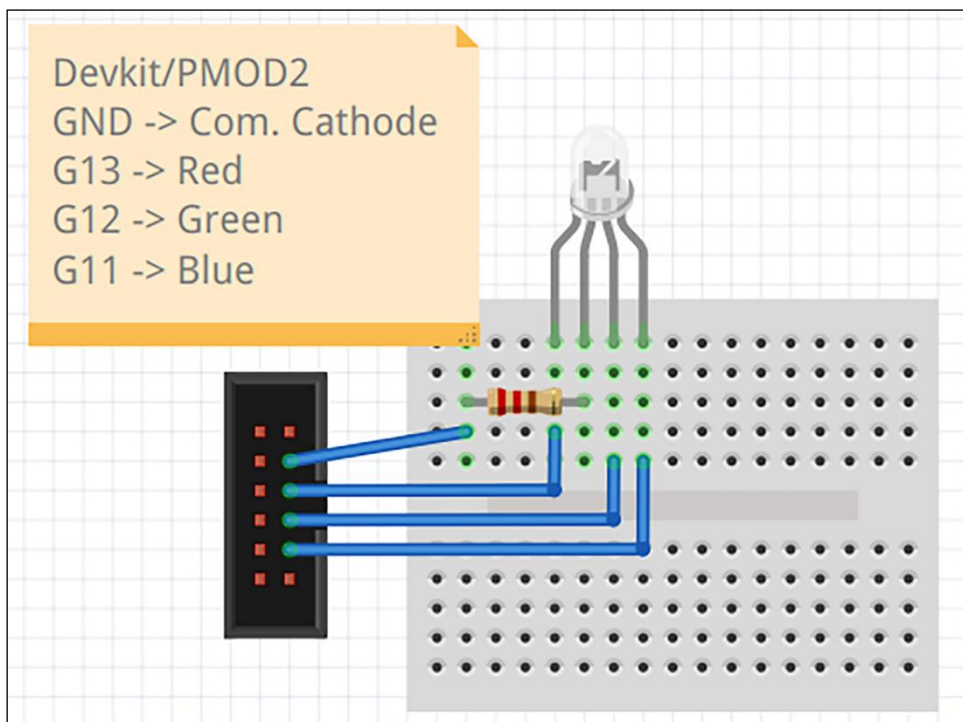 Devkit/PMOD2
GND -> Com. Cathode
G13 -> Red
G12 -> Green
G11 -> Blue